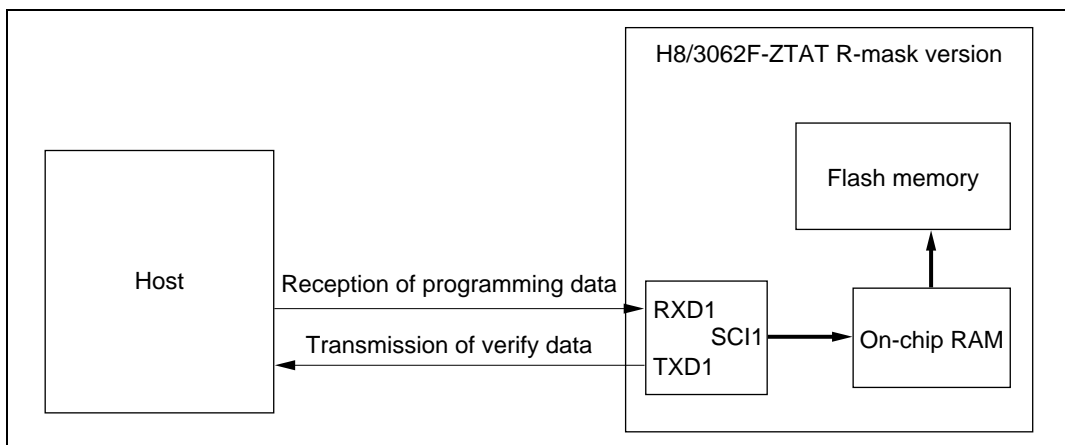 H8/3062F-ZTAT R-mask version
Flash memory
Host
Reception of programming data
RXD1
SCI1
On-chip RAM
Transmission of verify data
TXD1